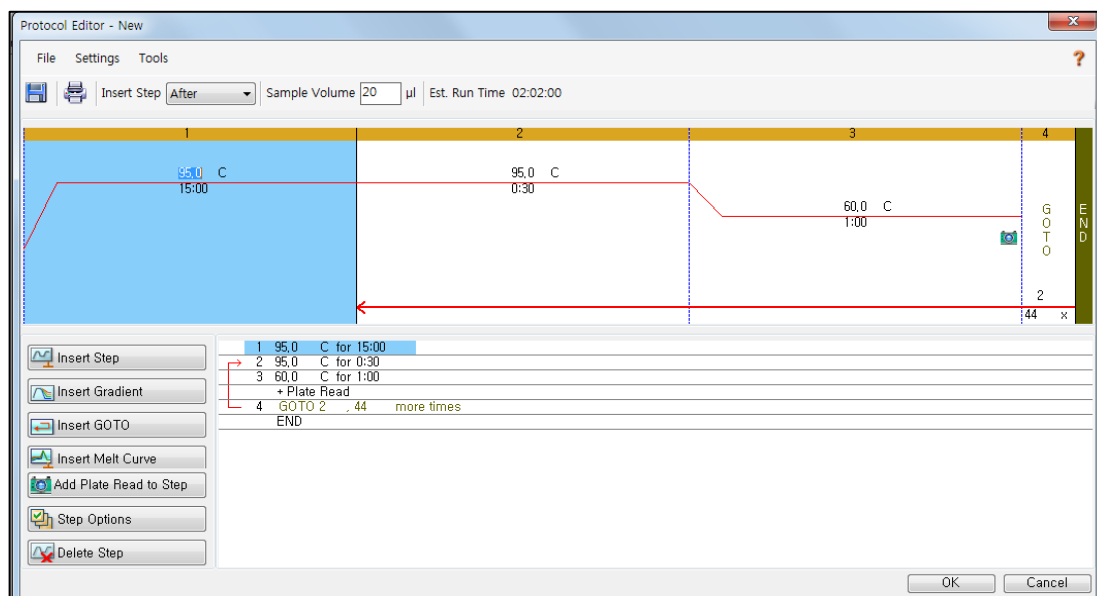 Protocol Editor - New
x
File Settings Tools
?
Insert Step After Sample Volume 20 µl Est. Run Time 02:02:00
1 2 3 4
95,0 C
15:00
95,0 C
0:30
60,0 C
1:00
GOTO
END
2
44 x
Insert Step
Insert Gradient
Insert GOTO
Insert Melt Curve
Add Plate Read to Step
Step Options
Delete Step
1 95,0 C for 15:00
2 95,0 C for 0:30
3 60,0 C for 1:00
+ Plate Read
4 GOTO 2 , 44 more times
END
OK Cancel